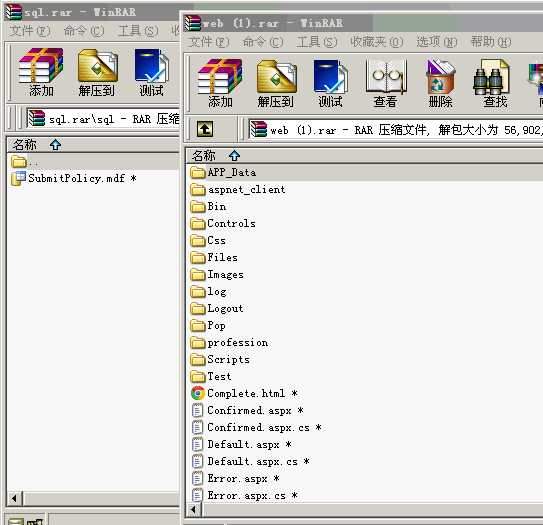 sql.rar - WinRAR
文件(F) 命令(C) 工具(S) 收
添加 解压到 测试
sql.rar\sql - RAR 压缩
名称
..
SubmitPolicy.mdf *
web (1).rar - WinRAR
文件(F) 命令(C) 工具(S) 收藏夹(O) 选项(N) 帮助(H)
添加 解压到 测试 查看 删除 查找
web (1).rar - RAR 压缩文件, 解包大小为 56,902,
名称
APP_Data
aspnet_client
Bin
Controls
Css
Files
Images
log
Logout
Pop
profession
Scripts
Test
Complete.html *
Confirmed.aspx *
Confirmed.aspx.cs *
Default.aspx *
Default.aspx.cs *
Error.aspx *
Error.aspx.cs *